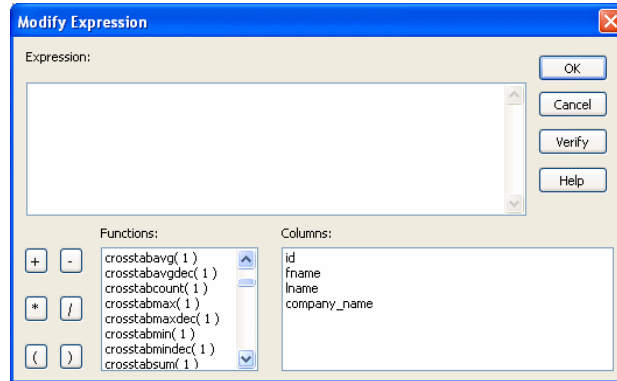 Modify Expression
Expression:
OK
Cancel
Verify
Help
Functions:
Columns:
+ -
* /
( )
crosstabavg( 1 )
crosstabavgdec( 1 )
crosstabcount( 1 )
crosstabmax( 1 )
crosstabmaxdec( 1 )
crosstabmin( 1 )
crosstabmindec( 1 )
crosstabsum( 1 )
id
fname
lname
company_name